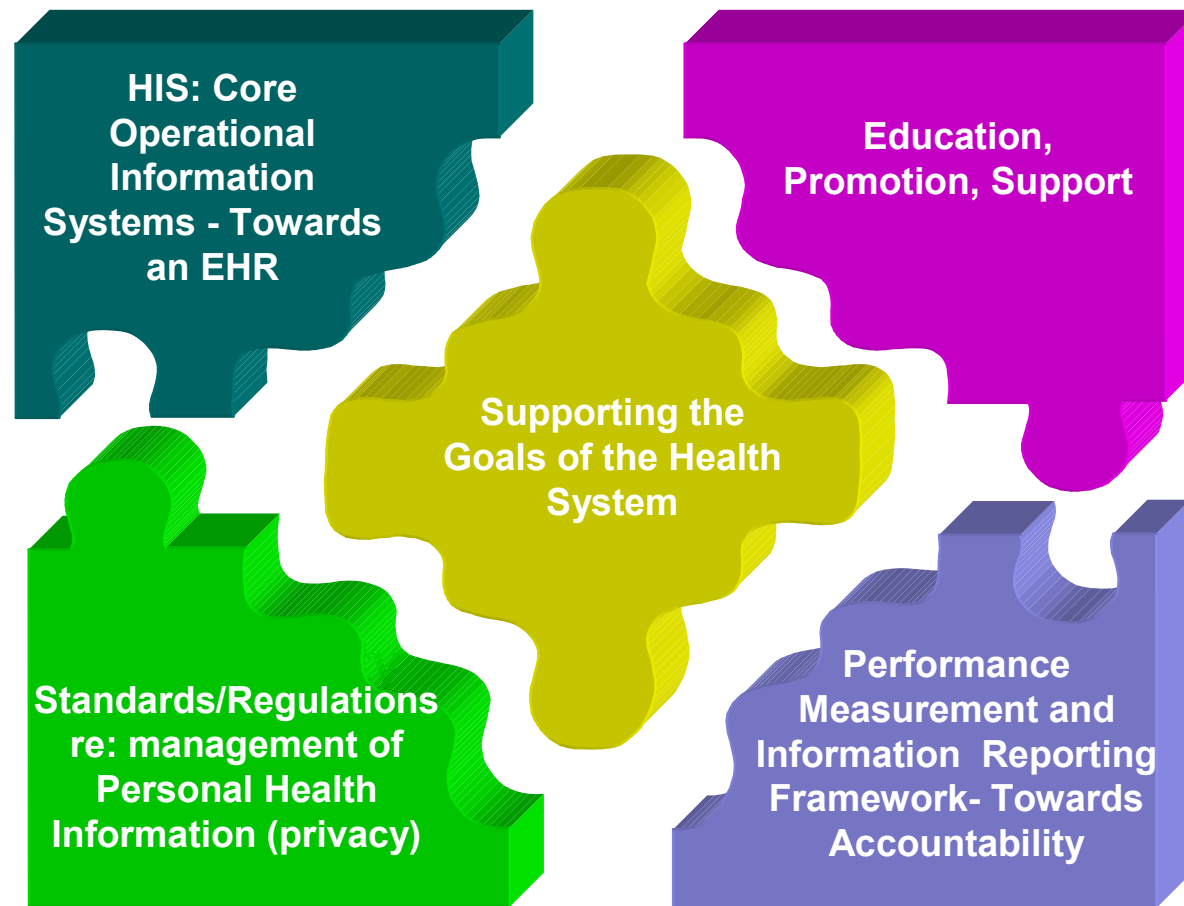 HIS: Core
Operational
Information
Systems - Towards
an EHR
Education,
Promotion, Support
Supporting the
Goals of the Health
System
Standards/Regulations
re: management of
Personal Health
Information (privacy)
Performance
Measurement and
Information  Reporting
Framework- Towards
Accountability